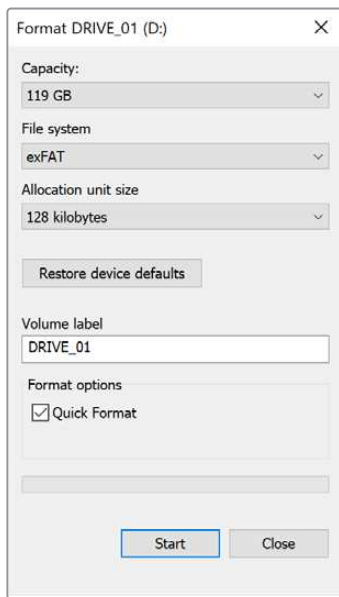 Format DRIVE_01 (D:)
Capacity:
119 GB
File system
exFAT
Allocation unit size
128 kilobytes
Restore device defaults
Volume label
DRIVE_01
Format options
Quick Format
Start Close